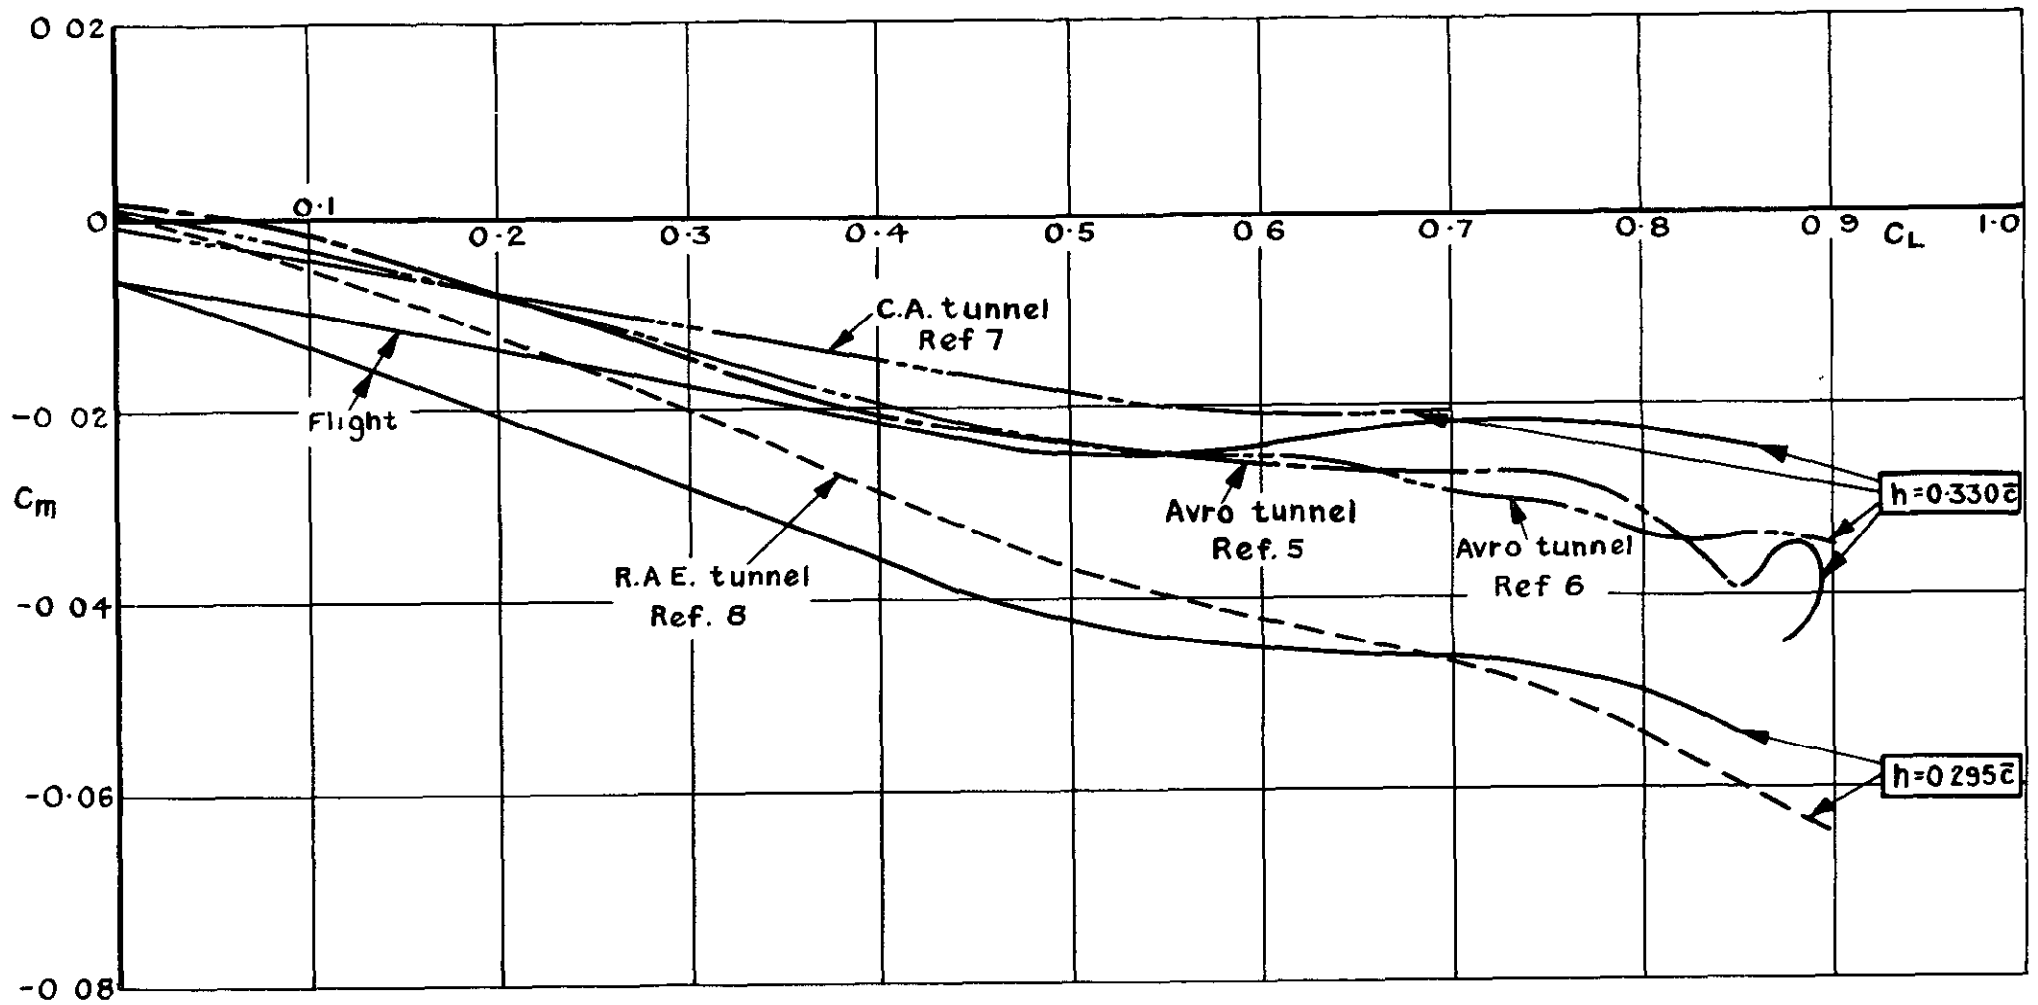 0 02
0
0·1
0·2
0·3
0·4
0·5
0 6
0·7
0·8
0 9
CL
1·0
C.A. tunnel
Ref 7
Flight
-0 02
Cm
h=0·330c̄
Avro tunnel
Ref. 5
Avro tunnel
Ref 6
R.A E. tunnel
Ref. 8
-0 04
h=0 295c̄
-0·06
-0 08